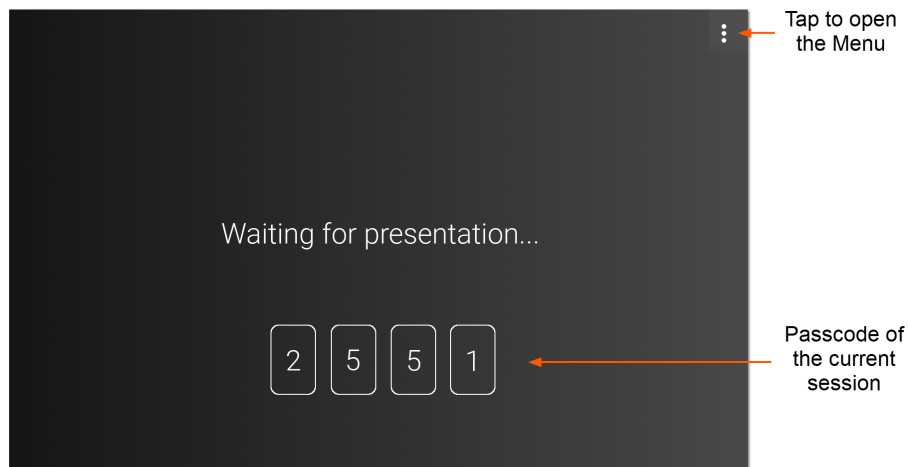 Tap to open
the Menu
Waiting for presentation...
2 5 5 1
Passcode of
the current
session